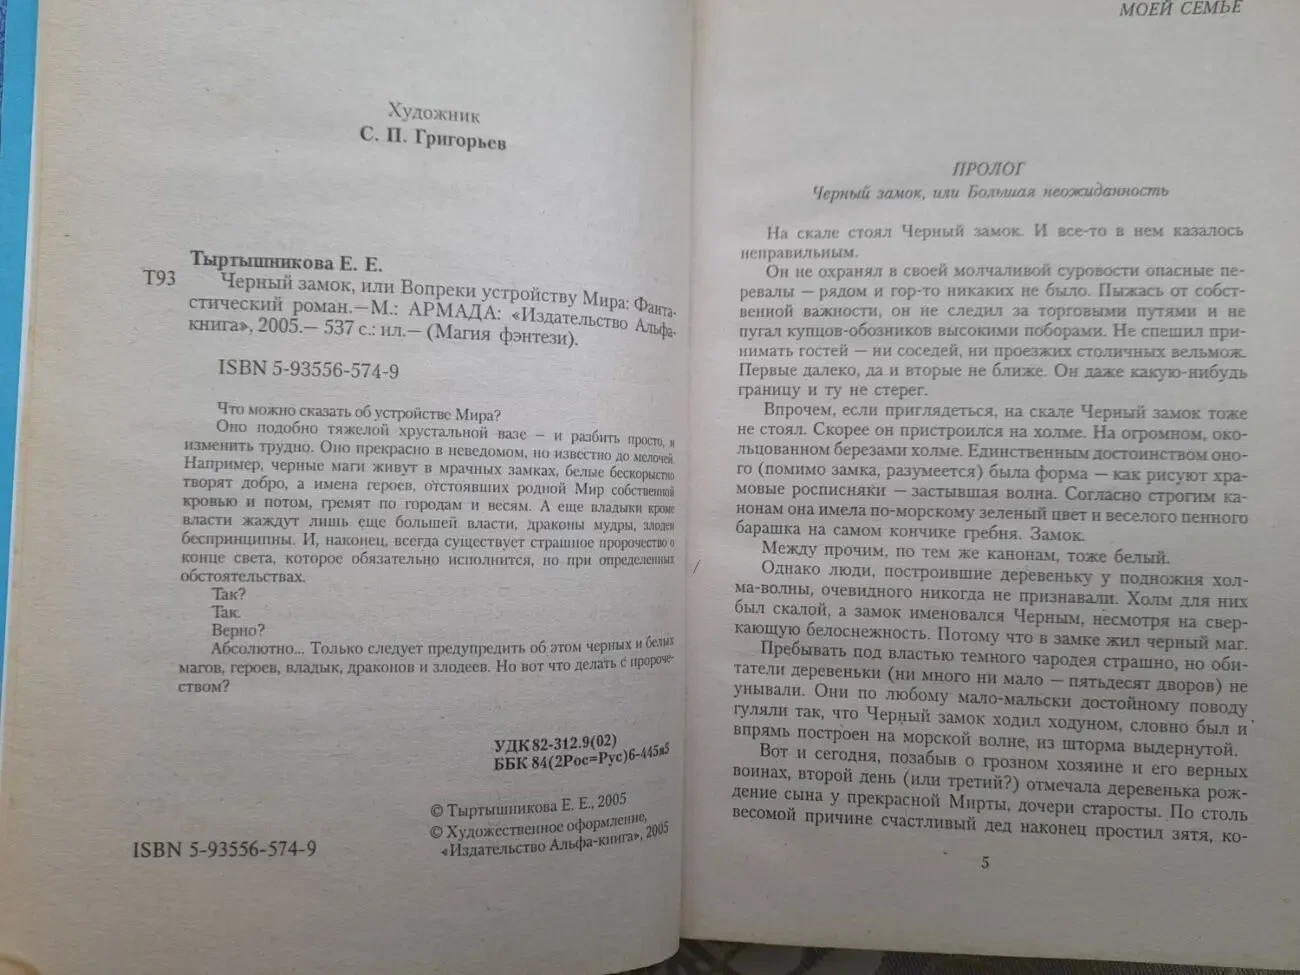 Художник
С. П. Григорьев
Тыртышникова Е. Е.
Т93
Черный замок, или Вопреки устройству Мира: Фанта-
стический роман.—М.: АРМАДА: «Издательство Альфа-
книга», 2005.— 537 с.: ил.— (Магия фэнтези).
ISBN 5-93556-574-9
Что можно сказать об устройстве Мира?
Оно подобно тяжелой хрустальной вазе – и разбить просто, и
изменить трудно. Оно прекрасно в неведомом, но известно до мелочей.
Например, черные маги живут в мрачных замках, белые бескорыстно
творят добро, а имена героев, отстоявших родной Мир собственной
кровью и потом, гремят по городам и весям. А еще владыки кроме
власти жаждут лишь еще большей власти, драконы мудры, злодеи
беспринципны. И, наконец, всегда существует страшное пророчество о
конце света, которое обязательно исполнится, но при определенных
обстоятельствах.
Так?
Так.
Верно?
Абсолютно... Только следует предупредить об этом черных и белых
магов, героев, владык, драконов и злодеев. Но вот что делать с пророче-
ством?
УДК 82-312.9(02)
ББК 84(2Рос=Рус)6-445я5
© Тыртышникова Е. Е., 2005
© Художественное оформление,
«Издательство Альфа-книга», 2005
ISBN 5-93556-574-9
МОЕЙ СЕМЬЕ
ПРОЛОГ
Черный замок, или Большая неожиданность
На скале стоял Черный замок. И все-то в нем казалось
неправильным.
Он не охранял в своей молчаливой суровости опасные пе-
ревалы — рядом и гор-то никаких не было. Пыжась от собст-
венной важности, он не следил за торговыми путями и не
пугал купцов-обозников высокими поборами. Не спешил при-
нимать гостей — ни соседей, ни проезжих столичных вельмож.
Первые далеко, да и вторые не ближе. Он даже какую-нибудь
границу и ту не стерег.
Впрочем, если приглядеться, на скале Черный замок тоже
не стоял. Скорее он пристроился на холме. На огромном, око-
льцованном березами холме. Единственным достоинством оно-
го (помимо замка, разумеется) была форма — как рисуют хра-
мовые росписняки — застывшая волна. Согласно строгим ка-
нонам она имела по-морскому зеленый цвет и веселого пенного
барашка на самом кончике гребня. Замок.
Между прочим, по тем же канонам, тоже белый.
Однако люди, построившие деревеньку у подножия хол-
ма-волны, очевидного никогда не признавали. Холм для них
был скалой, а замок именовался Черным, несмотря на свер-
кающую белоснежность. Потому что в замке жил черный маг.
Пребывать под властью темного чародея страшно, но оби-
татели деревеньки (ни много ни мало — пятьдесят дворов) не
унывали. Они по любому мало-мальски достойному поводу
гуляли так, что Черный замок ходил ходуном, словно был и
впрямь построен на морской волне, из шторма выдернутой.
Вот и сегодня, позабыв о грозном хозяине и его верных
воинах, второй день (или третий?) отмечала деревенька рож-
дение сына у прекрасной Мирты, дочери старосты. По столь
весомой причине счастливый дед наконец простил зятя, ко-
5